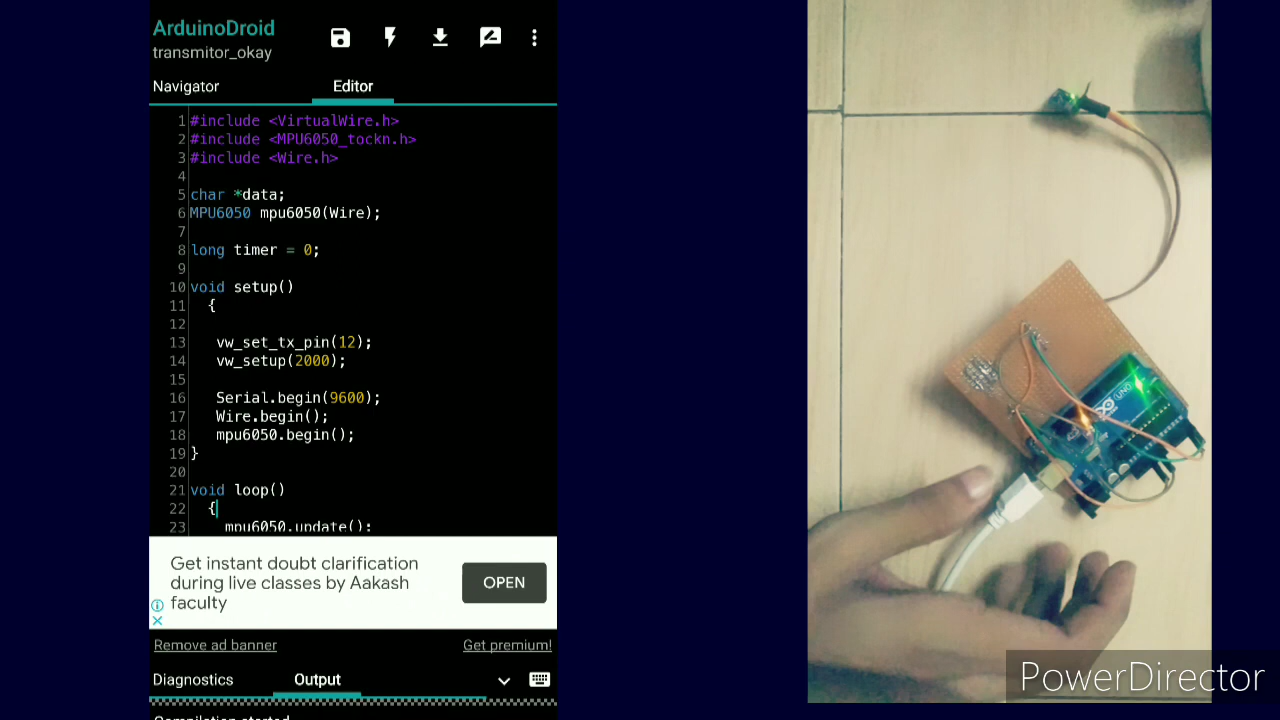 ArduinoDroid
transmitor_okay
Navigator
Editor
1 #include <VirtualWire.h>
2 #include <MPU6050_tockn.h>
3 #include <Wire.h>
4
5 char *data;
6 MPU6050 mpu6050(Wire);
7
8 long timer = 0;
9
10 void setup()
11 {
12
13 vw_set_tx_pin(12);
14 vw_setup(2000);
15
16 Serial.begin(9600);
17 Wire.begin();
18 mpu6050.begin();
19 }
20
21 void loop()
22 {
23 mpu6050.update();
Get instant doubt clarification
during live classes by Aakash
faculty
OPEN
Remove ad banner
Get premium!
Diagnostics
Output
Compilation started
UNO
PowerDirector